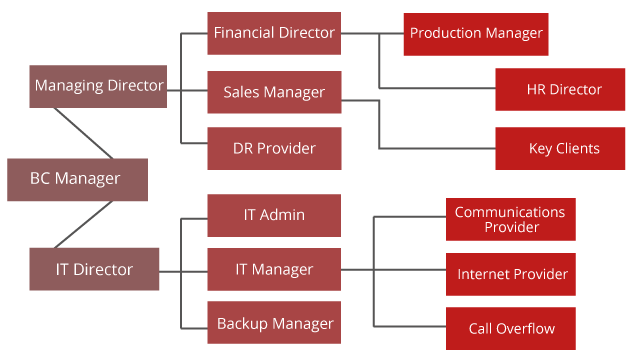 Financial Director
Production Manager
Managing Director
Sales Manager
HR Director
DR Provider
Key Clients
BC Manager
IT Admin
Communications
Provider
IT Director
IT Manager
Internet Provider
Backup Manager
Call Overflow